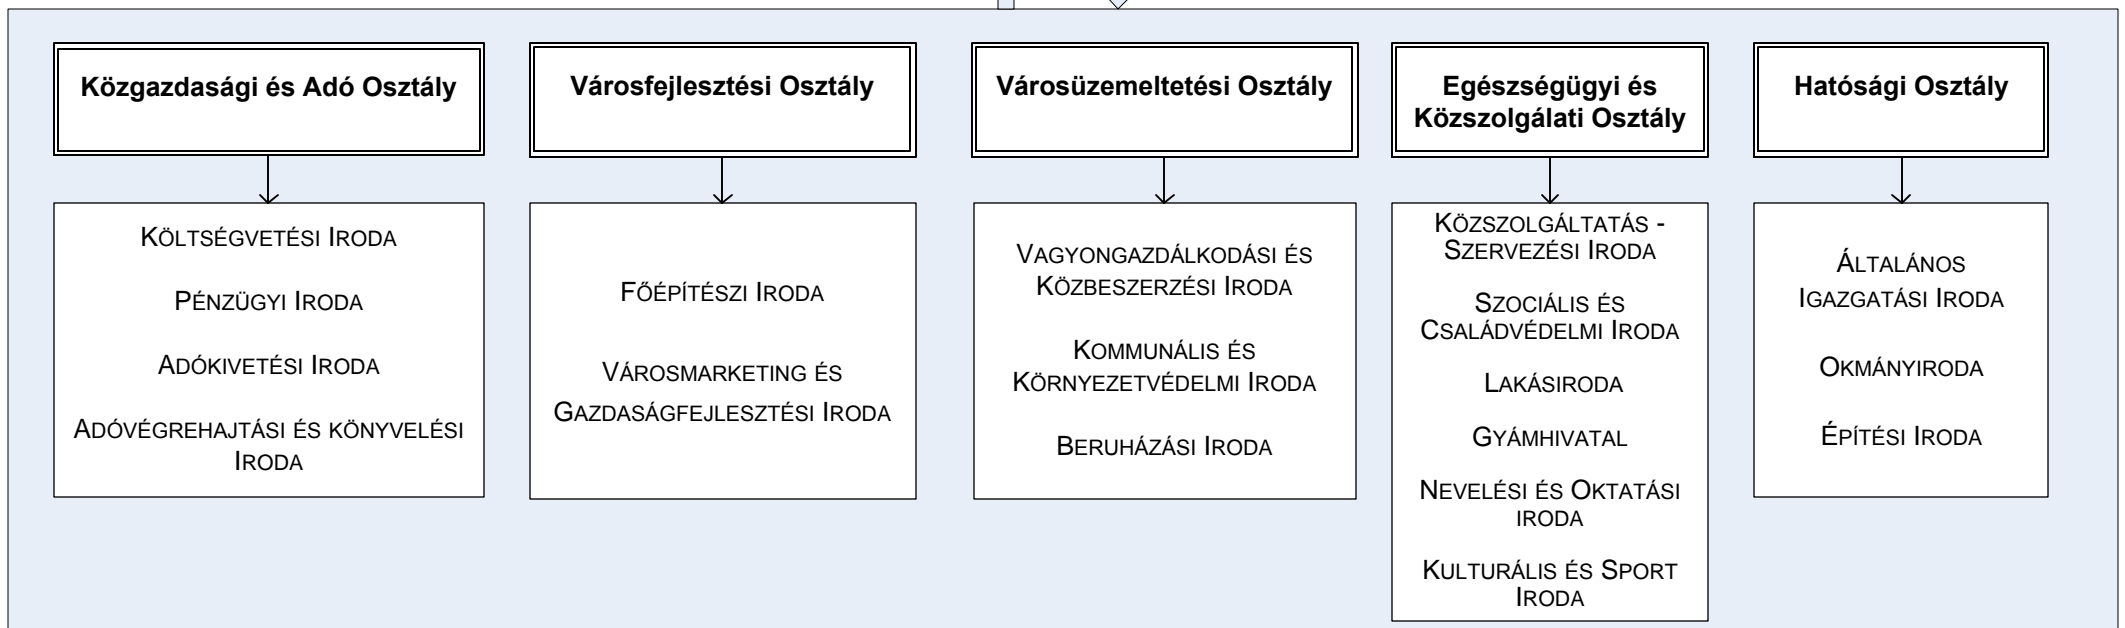 Közgazdasági és Adó Osztály
KÖLTSÉGVETÉSI IRODA
PÉNZÜGYI IRODA
ADÓKIVETÉSI IRODA
ADÓVÉGREHAJTÁSI ÉS KÖNYVELÉSI
IRODA
Városfejlesztési Osztály
FŐÉPÍTÉSZI IRODA
VÁROSMARKETING ÉS
GAZDASÁGFEJLESZTÉSI IRODA
Városüzemeltetési Osztály
VAGYONGAZDÁLKODÁSI ÉS
KÖZBESZERZÉSI IRODA
KOMMUNÁLIS ÉS
KÖRNYEZETVÉDELMI IRODA
BERUHÁZÁSI IRODA
Egészségügyi és
Közszolgálati Osztály
KÖZSZOLGÁLTATÁS -
SZERVEZÉSI IRODA
SZOCIÁLIS ÉS
CSALÁDVÉDELMI IRODA
LAKÁSIRODA
GYÁMHIVATAL
NEVELÉSI ÉS OKTATÁSI
IRODA
KULTURÁLIS ÉS SPORT
IRODA
Hatósági Osztály
ÁLTALÁNOS
IGAZGATÁSI IRODA
OKMÁNYIRODA
ÉPÍTÉSI IRODA